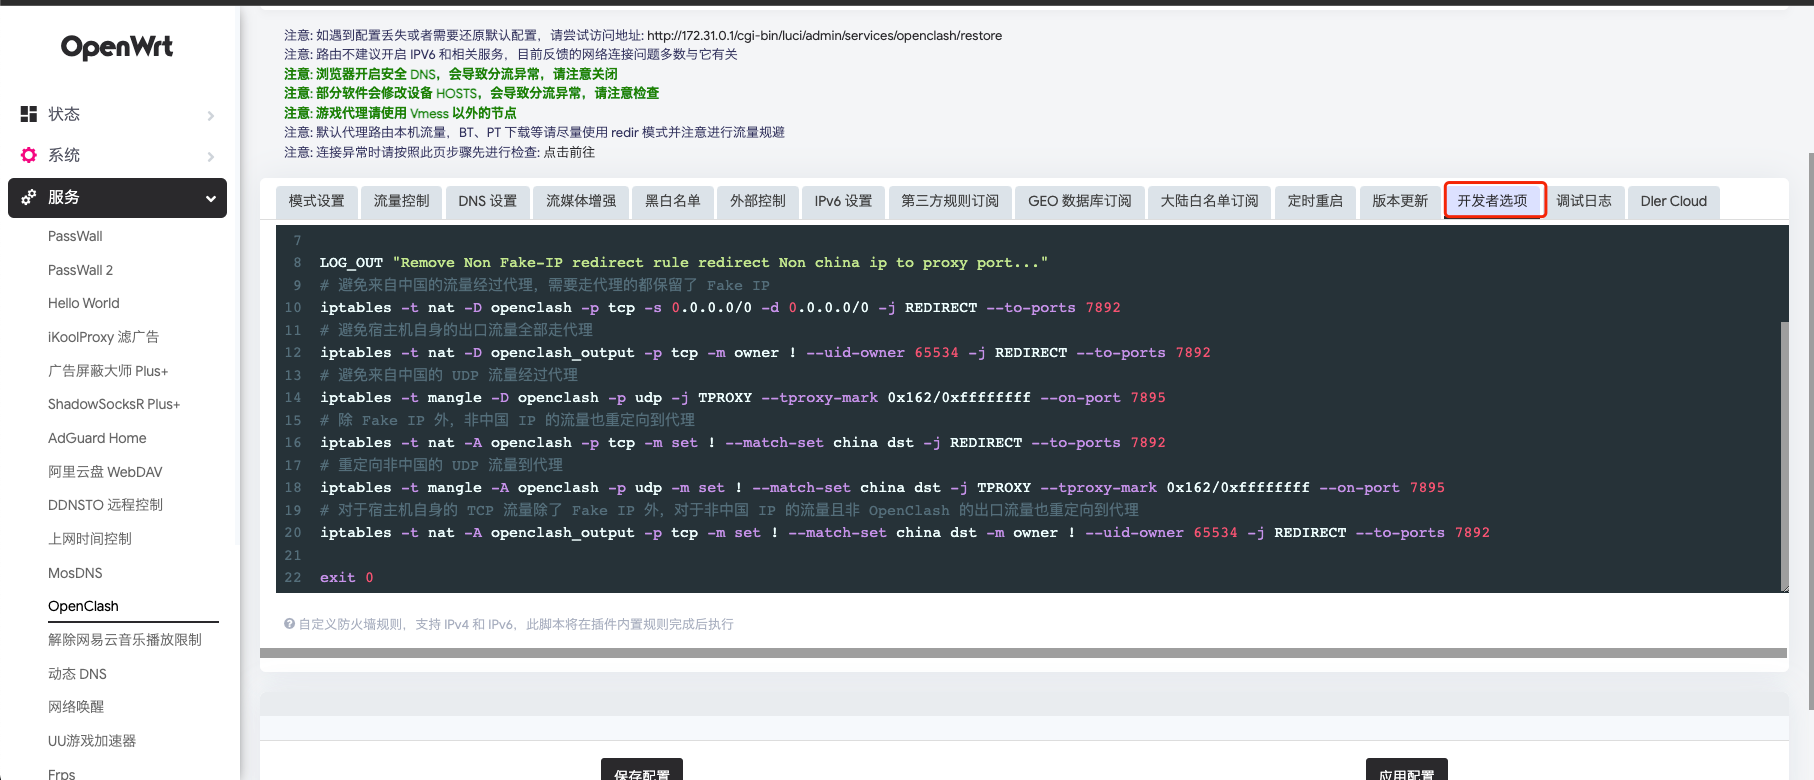 OpenWrt
状态
系统
服务
PassWall
PassWall 2
Hello World
iKoolProxy 滤广告
广告屏蔽大师 Plus+
ShadowSocksR Plus+
AdGuard Home
阿里云盘 WebDAV
DDNSTO 远程控制
上网时间控制
MosDNS
OpenClash
解除网易云音乐播放限制
动态 DNS
网络唤醒
UU游戏加速器
Frps
注意: 如遇到配置丢失或者需要还原默认配置，请尝试访问地址: http://172.31.0.1/cgi-bin/luci/admin/services/openclash/restore
注意: 路由不建议开启 IPV6 和相关服务，目前反馈的网络连接问题多数与它有关
注意: 浏览器开启安全 DNS，会导致分流异常，请注意关闭
注意: 部分软件会修改设备 HOSTS，会导致分流异常，请注意检查
注意: 游戏代理请使用 Vmess 以外的节点
注意: 默认代理路由本机流量，BT、PT 下载等请尽量使用 redir 模式并注意进行流量规避
注意: 连接异常时请按照此页步骤先进行检查: 点击前往
模式设置 流量控制 DNS 设置 流媒体增强 黑白名单 外部控制 IPv6 设置 第三方规则订阅 GEO 数据库订阅 大陆白名单订阅 定时重启 版本更新 开发者选项 调试日志 Dler Cloud
7
8 LOG_OUT "Remove Non Fake-IP redirect rule redirect Non china ip to proxy port..."
9 # 避免来自中国的流量经过代理，需要走代理的都保留了 Fake IP
10 iptables -t nat -D openclash -p tcp -s 0.0.0.0/0 -d 0.0.0.0/0 -j REDIRECT --to-ports 7892
11 # 避免宿主机自身的出口流量全部走代理
12 iptables -t nat -D openclash_output -p tcp -m owner ! --uid-owner 65534 -j REDIRECT --to-ports 7892
13 # 避免来自中国的 UDP 流量经过代理
14 iptables -t mangle -D openclash -p udp -j TPROXY --tproxy-mark 0x162/0xffffffff --on-port 7895
15 # 除 Fake IP 外，非中国 IP 的流量也重定向到代理
16 iptables -t nat -A openclash -p tcp -m set ! --match-set china dst -j REDIRECT --to-ports 7892
17 # 重定向非中国的 UDP 流量到代理
18 iptables -t mangle -A openclash -p udp -m set ! --match-set china dst -j TPROXY --tproxy-mark 0x162/0xffffffff --on-port 7895
19 # 对于宿主机自身的 TCP 流量除了 Fake IP 外，对于非中国 IP 的流量且非 OpenClash 的出口流量也重定向到代理
20 iptables -t nat -A openclash_output -p tcp -m set ! --match-set china dst -m owner ! --uid-owner 65534 -j REDIRECT --to-ports 7892
21
22 exit 0
自定义防火墙规则，支持 IPv4 和 IPv6，此脚本将在插件内置规则完成后执行
保存配置 应用配置